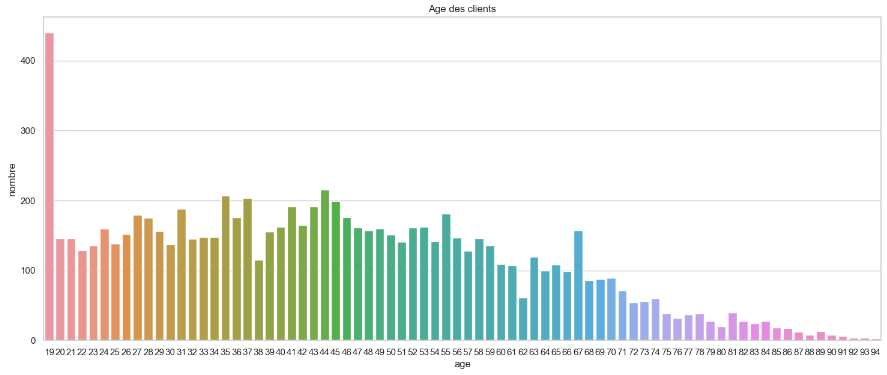 Age des clients
nombre
400
300
200
100
0
19 20 21 22 23 24 25 26 27 28 29 30 31 32 33 34 35 36 37 38 39 40 41 42 43 44 45 46 47 48 49 50 51 52 53 54 55 56 57 58 59 60 61 62 63 64 65 66 67 68 69 70 71 72 73 74 75 76 77 78 79 80 81 82 83 84 85 86 87 88 89 90 91 92 93 94
age